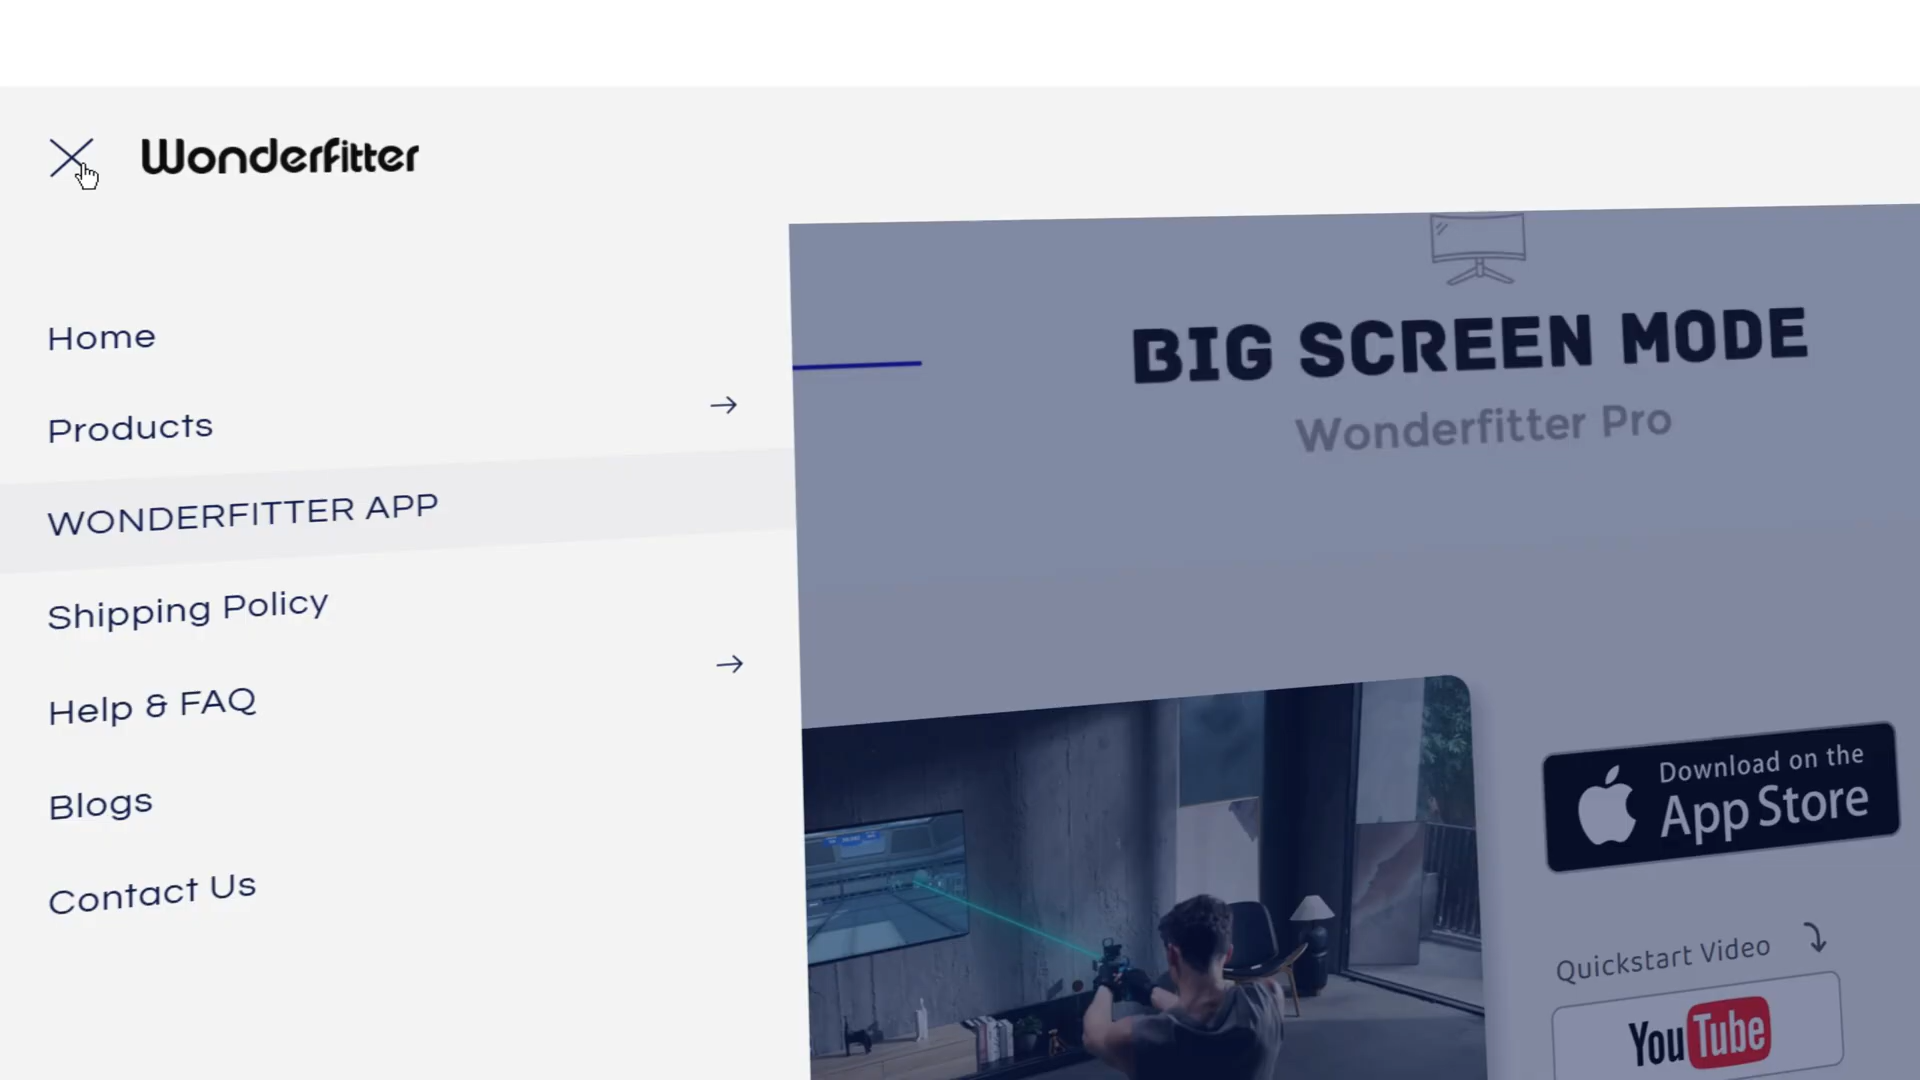 Wonderfitter
Home
Products
WONDERFITTER APP
Shipping Policy
Help & FAQ
Blogs
Contact Us
BIG SCREEN MODE
Wonderfitter Pro
Download on the
App Store
Quickstart Video
YouTube